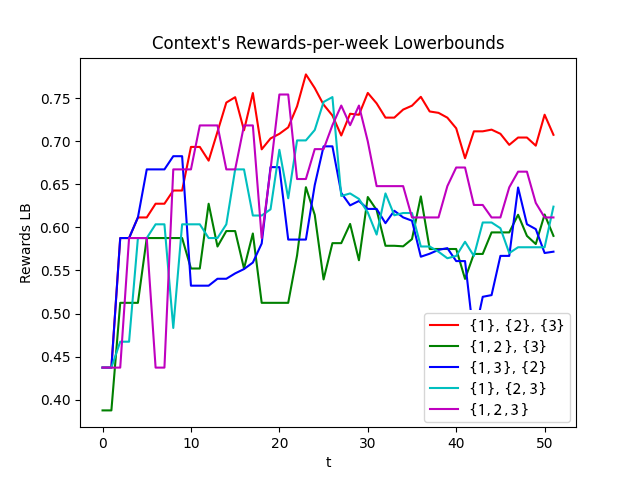 Context's Rewards-per-week Lowerbounds
Rewards LB
0.75
0.70
0.65
0.60
0.55
0.50
0.45
0.40
0 10 20 30 40 50
t
{1}, {2}, {3}
{1,2}, {3}
{1,3}, {2}
{1}, {2,3}
{1,2,3}